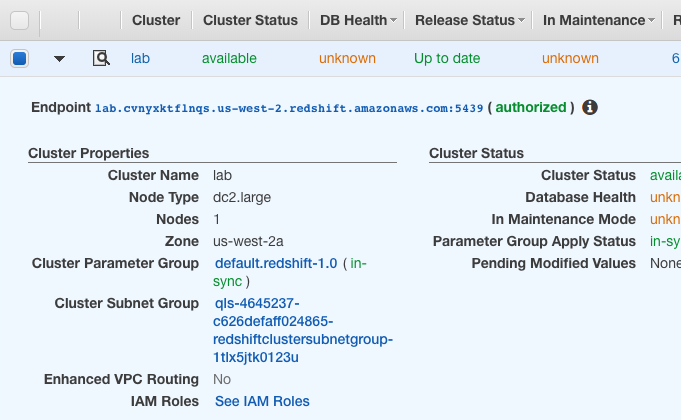 Cluster Cluster Status DB Health Release Status In Maintenance R
lab available unknown Up to date unknown 6
Endpoint lab.cvnyxktflnqs.us-west-2.redshift.amazonaws.com:5439 ( authorized )
Cluster Properties
Cluster Name lab
Node Type dc2.large
Nodes 1
Zone us-west-2a
Cluster Parameter Group default.redshift-1.0 ( in-
sync )
Cluster Subnet Group qls-4645237-
c626defaff024865-
redshiftclustersubnetgroup-
1tlx5jtk0123u
Enhanced VPC Routing No
IAM Roles See IAM Roles
Cluster Status
Cluster Status availa
Database Health unkn
In Maintenance Mode unkn
Parameter Group Apply Status in-sy
Pending Modified Values None